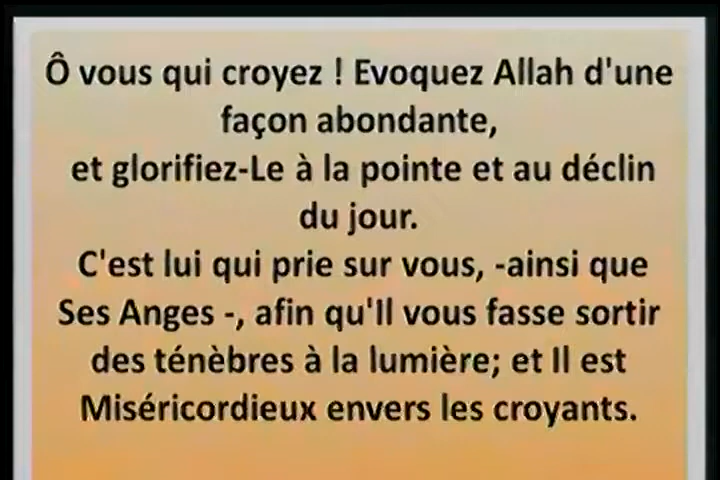 Ô vous qui croyez ! Evoquez Allah d'une
façon abondante,
et glorifiez-Le à la pointe et au déclin
du jour.
C'est lui qui prie sur vous, -ainsi que
Ses Anges -, afin qu'Il vous fasse sortir
des ténèbres à la lumière; et Il est
Miséricordieux envers les croyants.